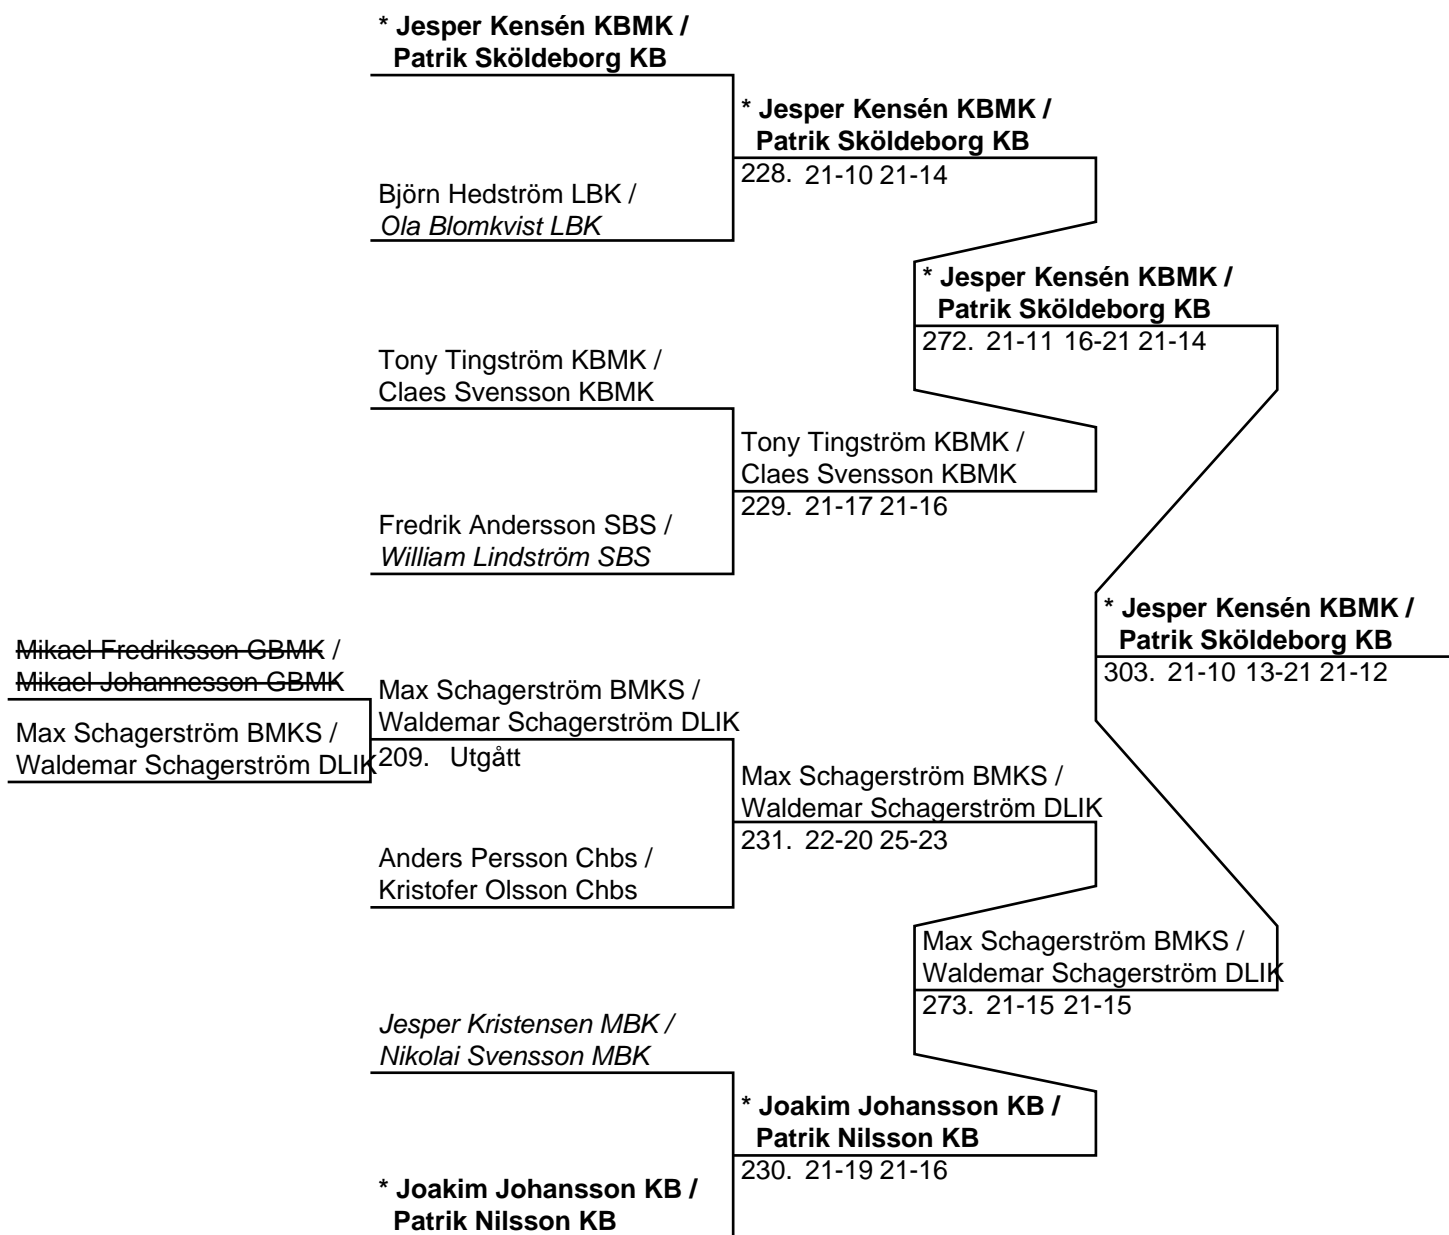 * Jesper Kensén KBMK /
Patrik Sköldeborg KB
* Jesper Kensén KBMK /
Patrik Sköldeborg KB
228. 21-10 21-14
Björn Hedström LBK /
Ola Blomkvist LBK
* Jesper Kensén KBMK /
Patrik Sköldeborg KB
272. 21-11 16-21 21-14
Tony Tingström KBMK /
Claes Svensson KBMK
Tony Tingström KBMK /
Claes Svensson KBMK
229. 21-17 21-16
Fredrik Andersson SBS /
William Lindström SBS
* Jesper Kensén KBMK /
Patrik Sköldeborg KB
303. 21-10 13-21 21-12
Mikael Fredriksson GBMK /
Mikael Johannesson GBMK
Max Schagerström BMKS /
Waldemar Schagerström DLIK
209. Utgått
Max Schagerström BMKS /
Waldemar Schagerström DLIK
Max Schagerström BMKS /
Waldemar Schagerström DLIK
231. 22-20 25-23
Anders Persson Chbs /
Kristofer Olsson Chbs
Max Schagerström BMKS /
Waldemar Schagerström DLIK
273. 21-15 21-15
Jesper Kristensen MBK /
Nikolai Svensson MBK
* Joakim Johansson KB /
Patrik Nilsson KB
230. 21-19 21-16
* Joakim Johansson KB /
Patrik Nilsson KB